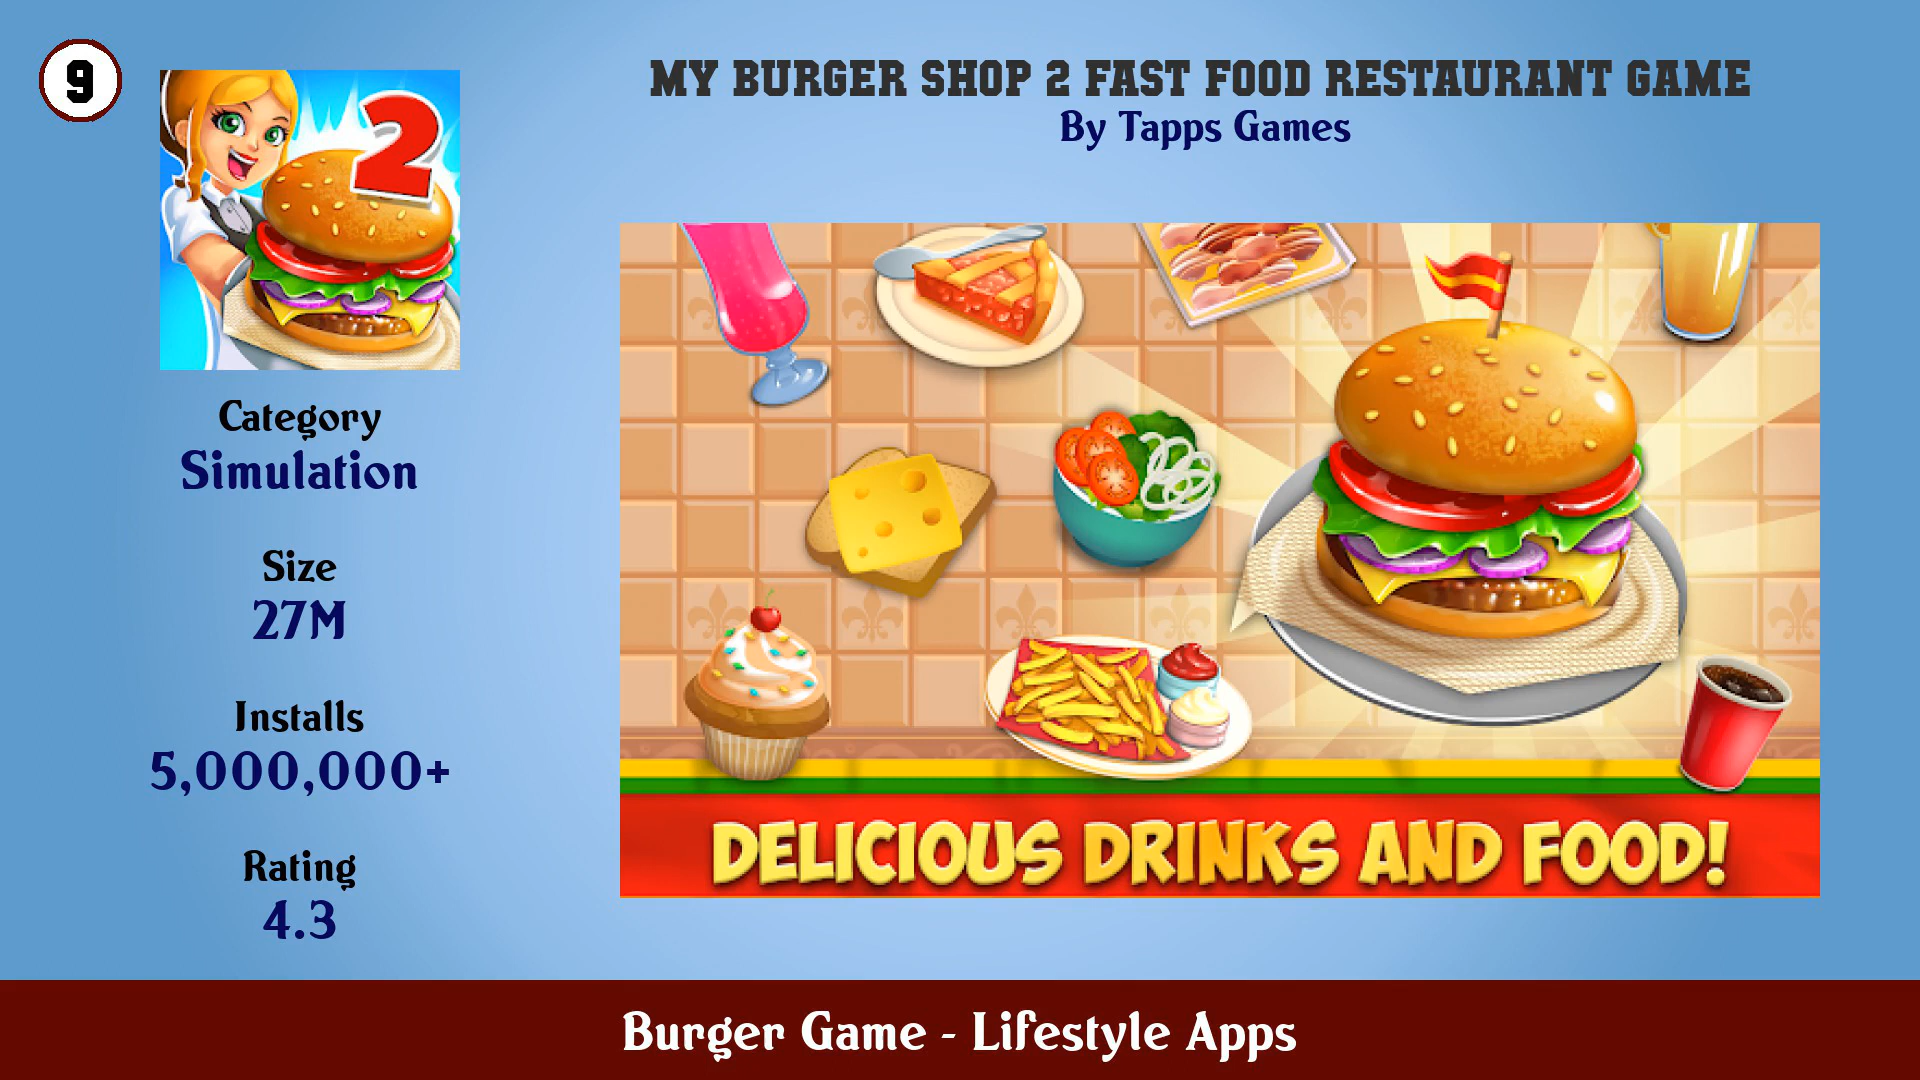 9
2
MY BURGER SHOP 2 FAST FOOD RESTAURANT GAME
By Tapps Games
Category
Simulation
Size
27M
Installs
5,000,000+
Rating
4.3
DELICIOUS DRINKS AND FOOD!
Burger Game - Lifestyle Apps